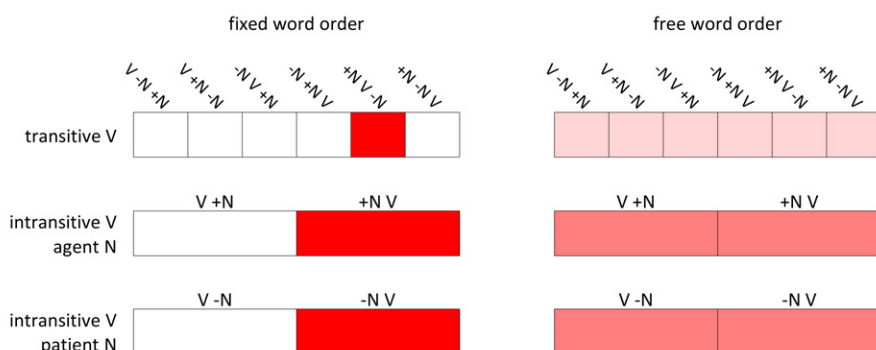 fixed word order
free word order
V -N +N
V +N -N
-N V +N
-N +N V
+N V -N
+N -N V
V -N +N
V +N -N
-N V +N
-N +N V
+N V -N
+N -N V
transitive V
V +N
+N V
V +N
+N V
intransitive V
agent N
V -N
-N V
V -N
-N V
intransitive V
patient N